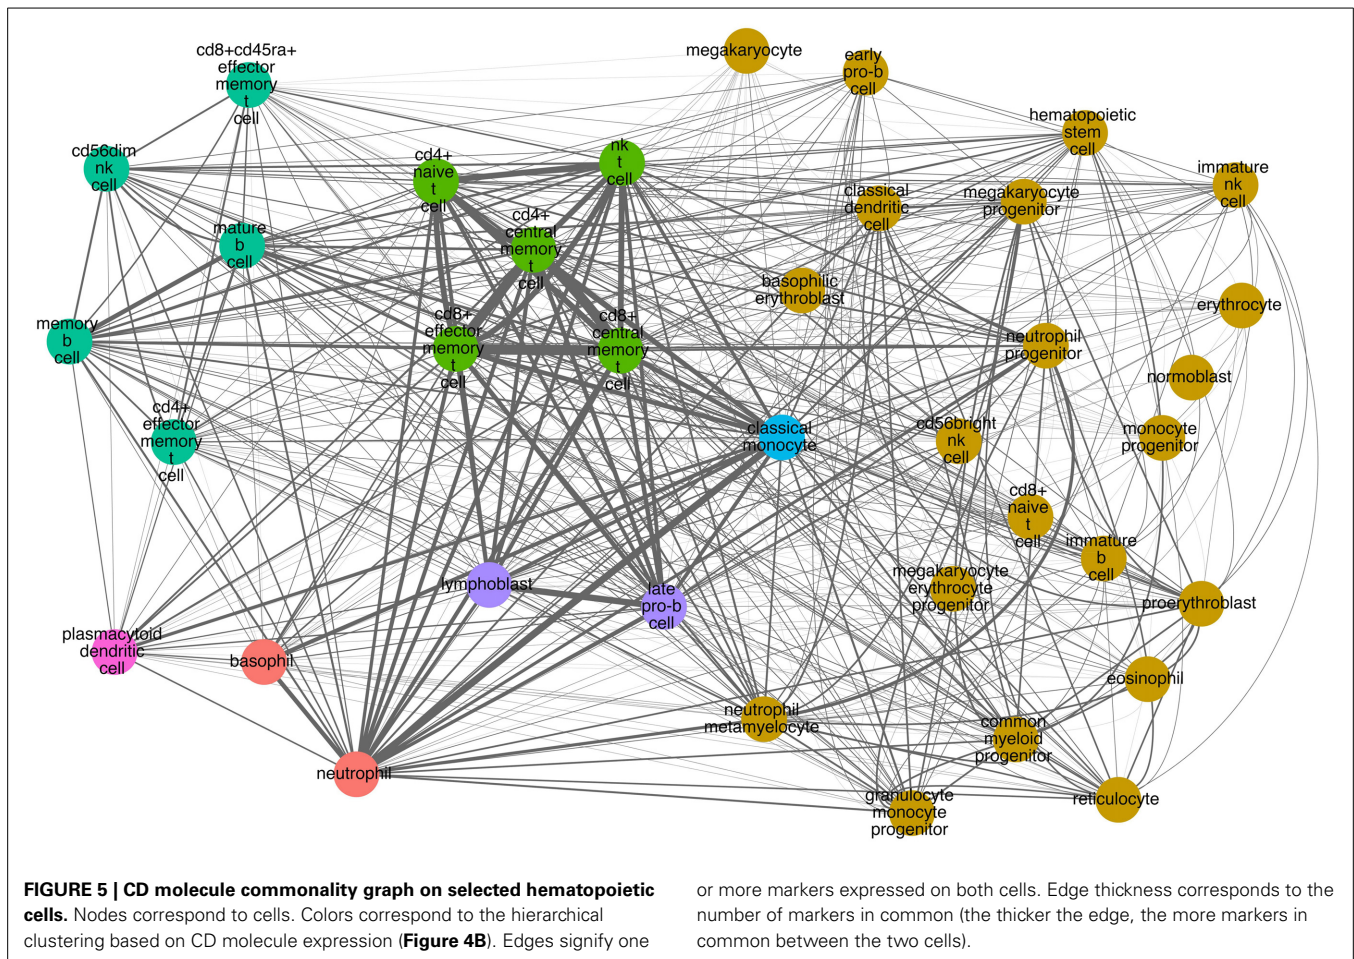 cd8+cd45ra+
effector
memory
t
cell
megakaryocyte
early
pro-b
cell
hematopoietic
stem
cell
cd56dim
nk
cell
cd4+
naive
t
cell
nk
t
cell
immature
nk
cell
classical
dendritic
cell
megakaryocyte
progenitor
mature
b
cell
cd4+
central
memory
t
cell
basophilic
erythroblast
erythrocyte
memory
b
cell
cd8+
effector
memory
t
cell
cd8+
central
memory
t
cell
neutrophil
progenitor
normoblast
cd4+
effector
memory
t
cell
classical
monocyte
cd56bright
nk
cell
monocyte
progenitor
cd8+
naive
t
cell
immature
b
cell
lymphoblast
late
pro-b
cell
megakaryocyte
erythrocyte
progenitor
proerythroblast
plasmacytoid
dendritic
cell
basophil
eosinophil
neutrophil
metamyelocyte
common
myeloid
progenitor
neutrophil
granulocyte
monocyte
progenitor
reticulocyte
FIGURE 5 | CD molecule commonality graph on selected hematopoietic
cells. Nodes correspond to cells. Colors correspond to the hierarchical
clustering based on CD molecule expression (Figure 4B). Edges signify one
or more markers expressed on both cells. Edge thickness corresponds to the
number of markers in common (the thicker the edge, the more markers in
common between the two cells).